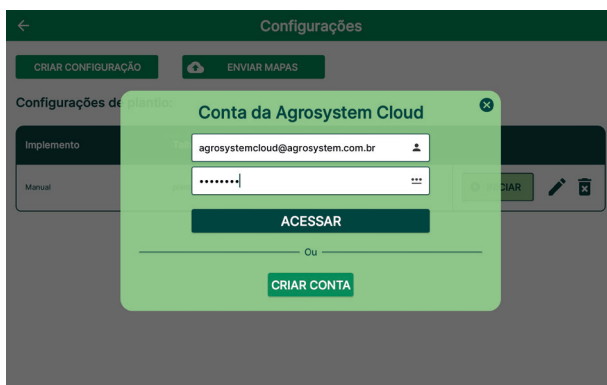 Configurações
CRIAR CONFIGURAÇÃO
ENVIAR MAPAS
Configurações de plantio:
Conta da Agrosystem Cloud
Implemento
agrosystemcloud@agrosystem.com.br
••••••••
Manual
ACESSAR
Ou
CRIAR CONTA